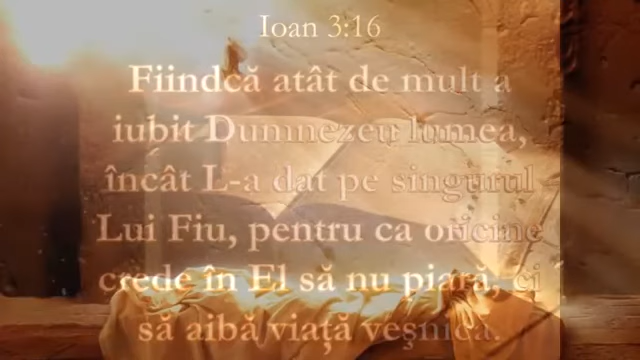 Ioan 3:16
Fiindcă atât de mult a
iubit Dumnezeu lumea,
încât L-a dat pe singurul
Lui Fiu, pentru ca oricine
crede în El să nu piară, ci
să aibă viață veşnică.